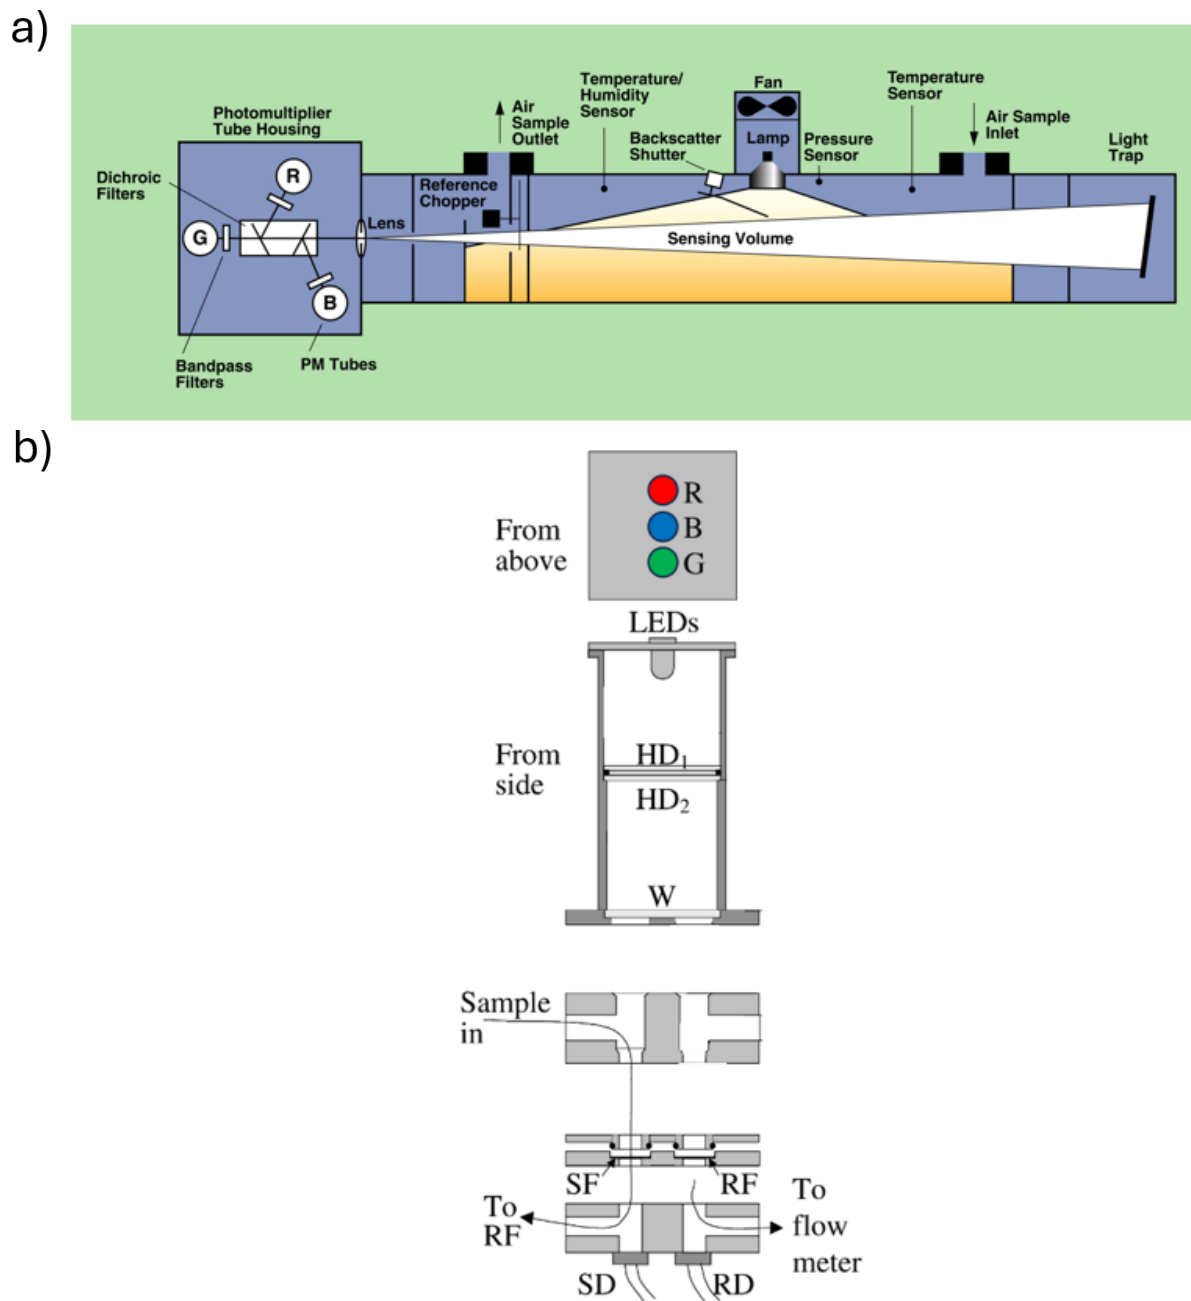 a)
Photomultiplier
Tube Housing
Dichroic
Filters
R
G
B
Bandpass
Filters
PM Tubes
Lens
Air
Sample
Outlet
Reference
Chopper
Temperature/
Humidity
Sensor
Backscatter
Shutter
Fan
Lamp
Pressure
Sensor
Temperature
Sensor
Air Sample
Inlet
Light
Trap
Sensing Volume
b)
From
above
R
B
G
LEDs
From
side
HD₁
HD₂
W
Sample
in
SF
RF
To
RF
To
flow
meter
SD
RD